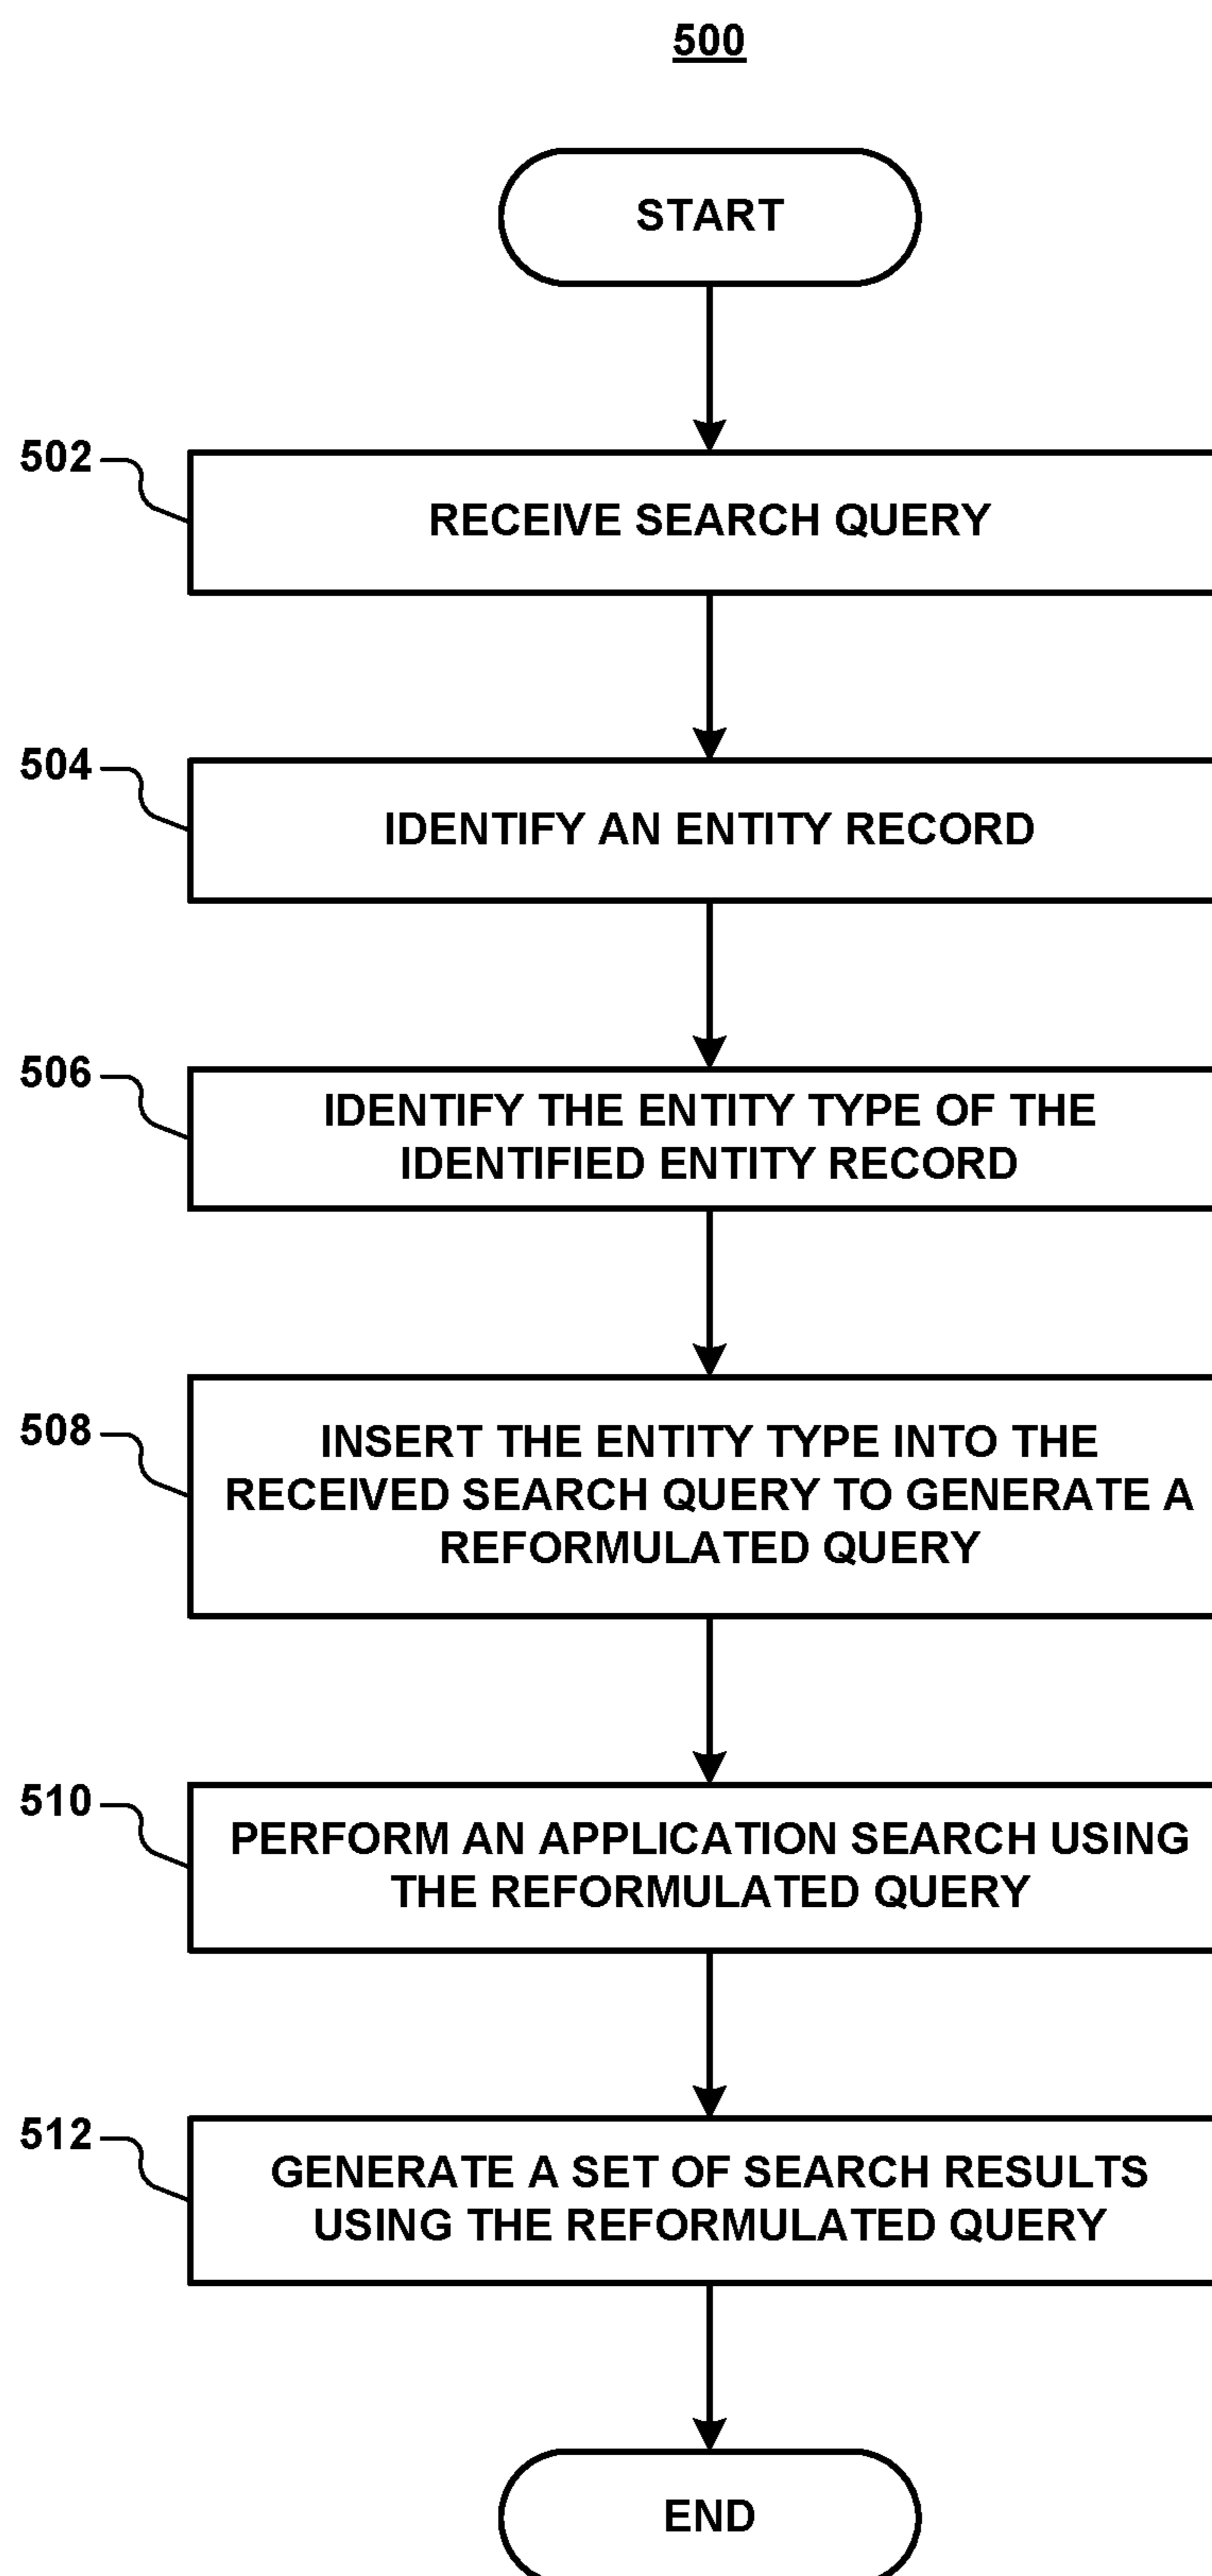 500
START
502
RECEIVE SEARCH QUERY
504
IDENTIFY AN ENTITY RECORD
506
IDENTIFY THE ENTITY TYPE OF THE
IDENTIFIED ENTITY RECORD
508
INSERT THE ENTITY TYPE INTO THE
RECEIVED SEARCH QUERY TO GENERATE A
REFORMULATED QUERY
510
PERFORM AN APPLICATION SEARCH USING
THE REFORMULATED QUERY
512
GENERATE A SET OF SEARCH RESULTS
USING THE REFORMULATED QUERY
END